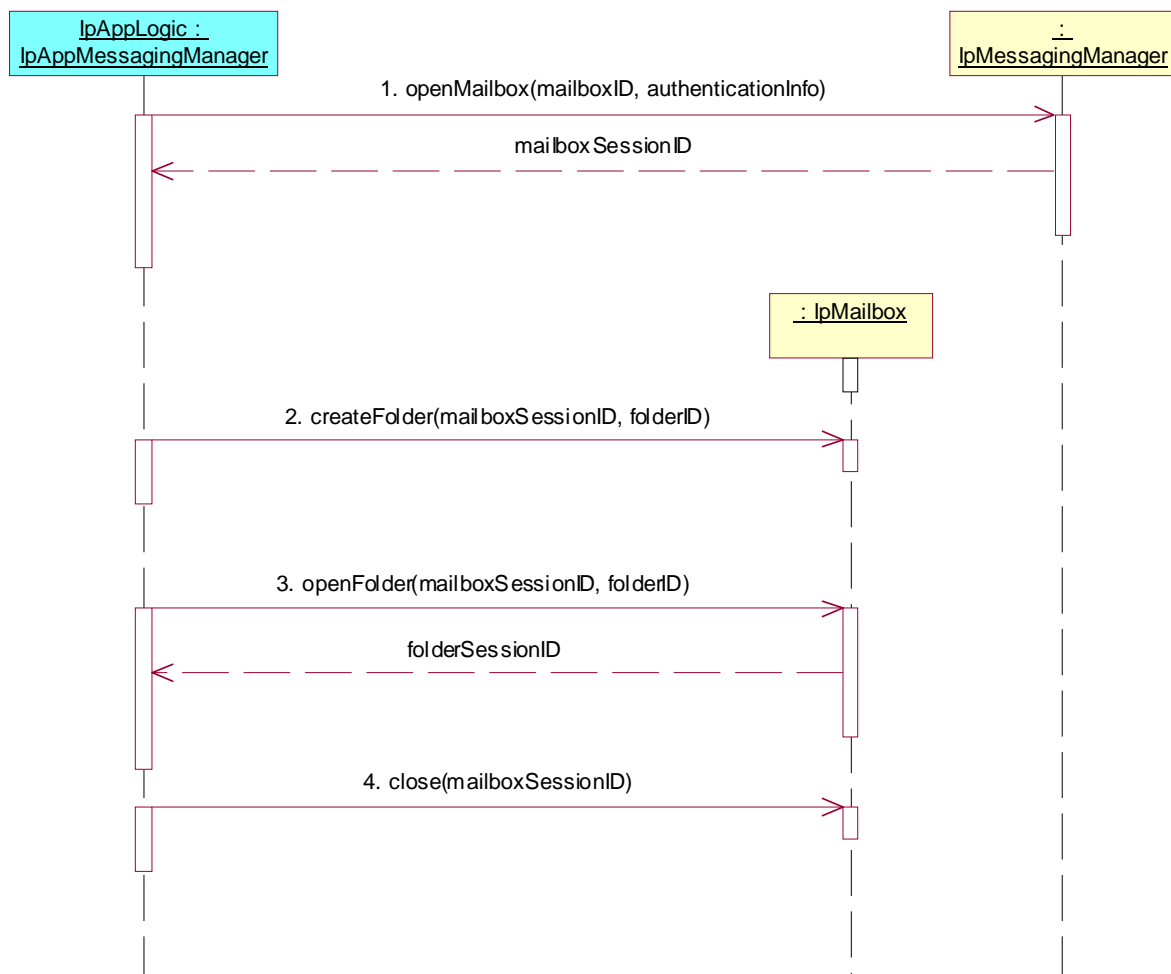 IpAppLogic :
IpAppMessagingManager
:
IpMessagingManager
1. openMailbox(mailboxID, authenticationInfo)
mailboxSessionID
: IpMailbox
2. createFolder(mailboxSessionID, folderID)
3. openFolder(mailboxSessionID, folderID)
folderSessionID
4. close(mailboxSessionID)